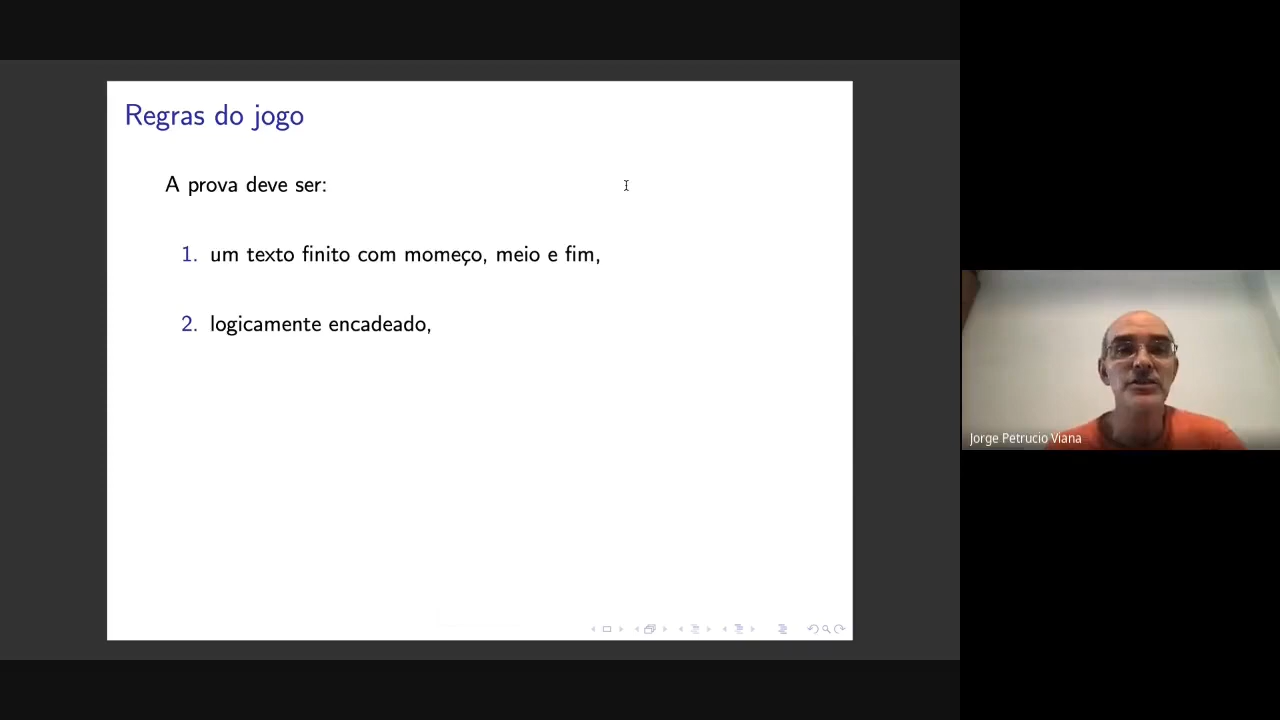 Regras do jogo
A prova deve ser:
1. um texto finito com momeço, meio e fim,
2. logicamente encadeado,
Jorge Petrucio Viana